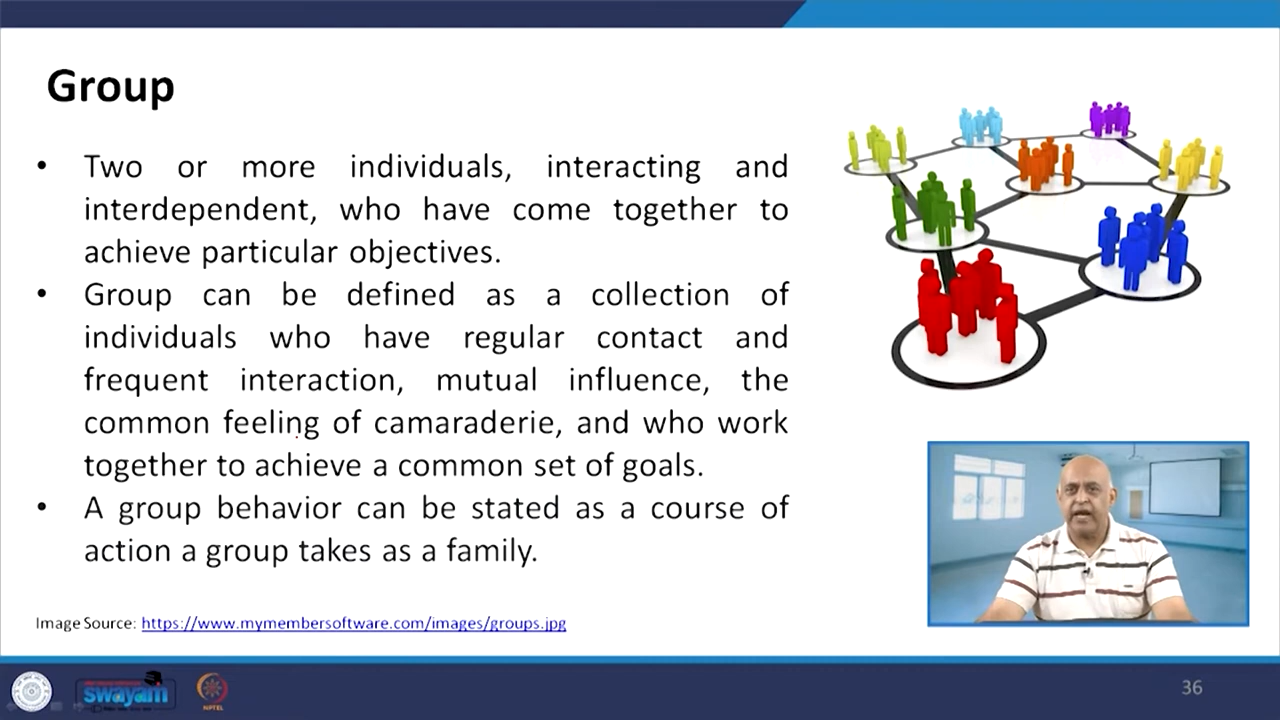 Group
• Two or more individuals, interacting and
interdependent, who have come together to
achieve particular objectives.
• Group can be defined as a collection of
individuals who have regular contact and
frequent interaction, mutual influence, the
common feeling of camaraderie, and who work
together to achieve a common set of goals.
• A group behavior can be stated as a course of
action a group takes as a family.
Image Source: https://www.mymembersoftware.com/images/groups.jpg
swayam
NPTEL
36